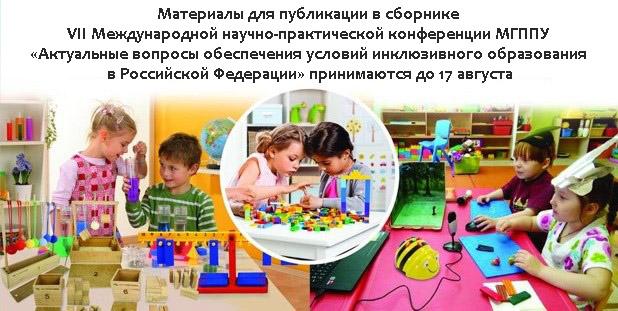 Материалы для публикации в сборнике
VII Международной научно-практической конференции МГППУ
«Актуальные вопросы обеспечения условий инклюзивного образования
в Российской Федерации» принимаются до 17 августа